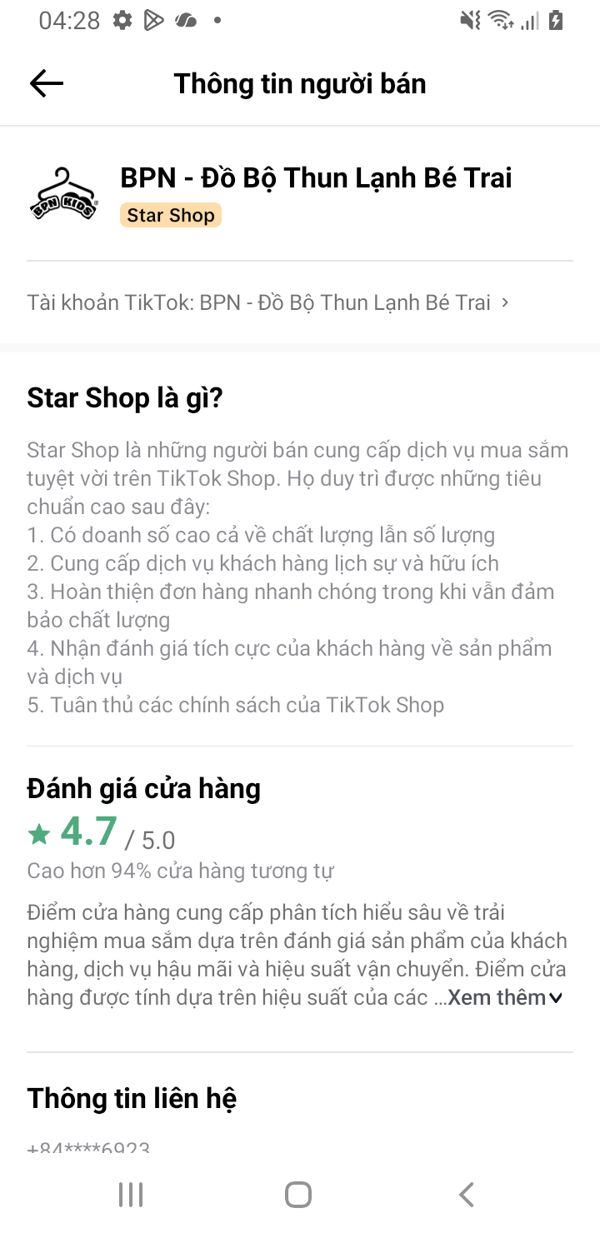 04:28
Thông tin người bán
BPN KIDS
BPN - Đồ Bộ Thun Lạnh Bé Trai
Star Shop
Tài khoản TikTok: BPN - Đồ Bộ Thun Lạnh Bé Trai >
Star Shop là gì?
Star Shop là những người bán cung cấp dịch vụ mua sắm
tuyệt vời trên TikTok Shop. Họ duy trì được những tiêu
chuẩn cao sau đây:
1. Có doanh số cao cả về chất lượng lẫn số lượng
2. Cung cấp dịch vụ khách hàng lịch sự và hữu ích
3. Hoàn thiện đơn hàng nhanh chóng trong khi vẫn đảm
bảo chất lượng
4. Nhận đánh giá tích cực của khách hàng về sản phẩm
và dịch vụ
5. Tuân thủ các chính sách của TikTok Shop
Đánh giá cửa hàng
4.7 / 5.0
Cao hơn 94% cửa hàng tương tự
Điểm cửa hàng cung cấp phân tích hiểu sâu về trải
nghiệm mua sắm dựa trên đánh giá sản phẩm của khách
hàng, dịch vụ hậu mãi và hiệu suất vận chuyển. Điểm cửa
hàng được tính dựa trên hiệu suất của các ...Xem thêm
Thông tin liên hệ
+84****6923